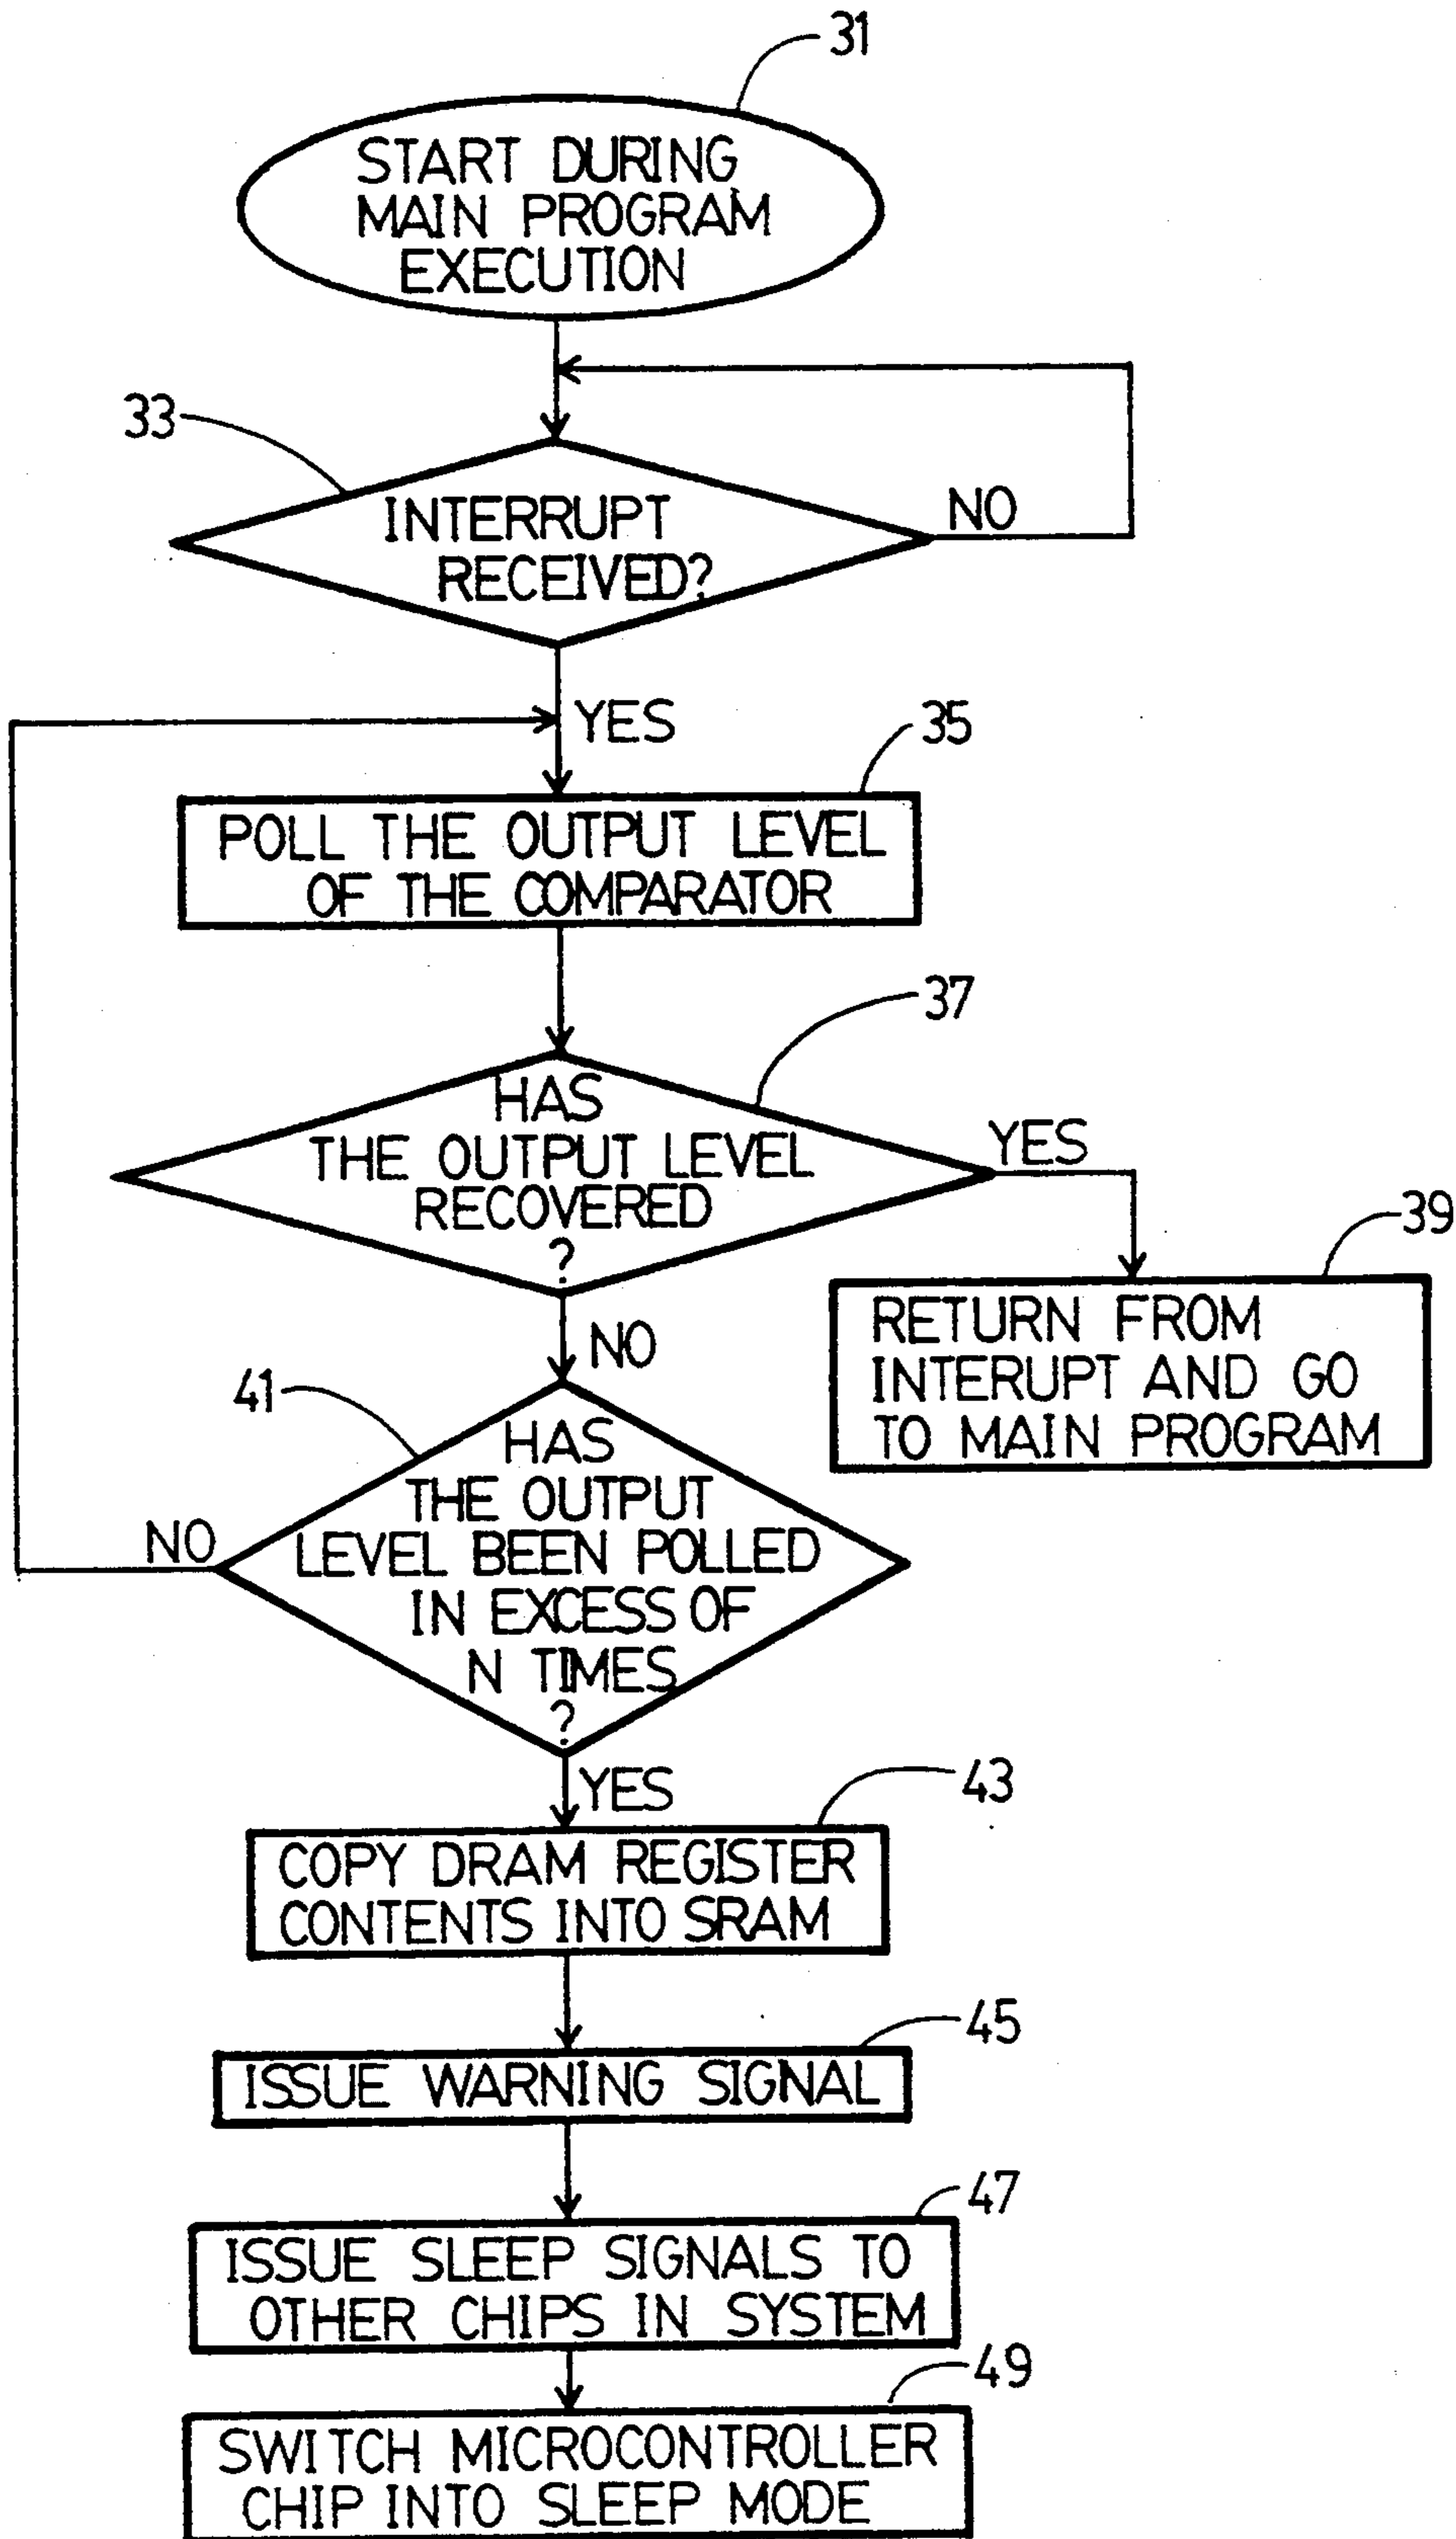 31
START DURING
MAIN PROGRAM
EXECUTION
33
INTERRUPT
RECEIVED?
NO
YES
35
POLL THE OUTPUT LEVEL
OF THE COMPARATOR
37
HAS
THE OUTPUT LEVEL
RECOVERED
?
YES
39
RETURN FROM
INTERUPT AND GO
TO MAIN PROGRAM
NO
41
HAS
THE OUTPUT
LEVEL BEEN POLLED
IN EXCESS OF
N TIMES
?
NO
YES
43
COPY DRAM REGISTER
CONTENTS INTO SRAM
45
ISSUE WARNING SIGNAL
47
ISSUE SLEEP SIGNALS TO
OTHER CHIPS IN SYSTEM
49
SWITCH MICROCONTROLLER
CHIP INTO SLEEP MODE